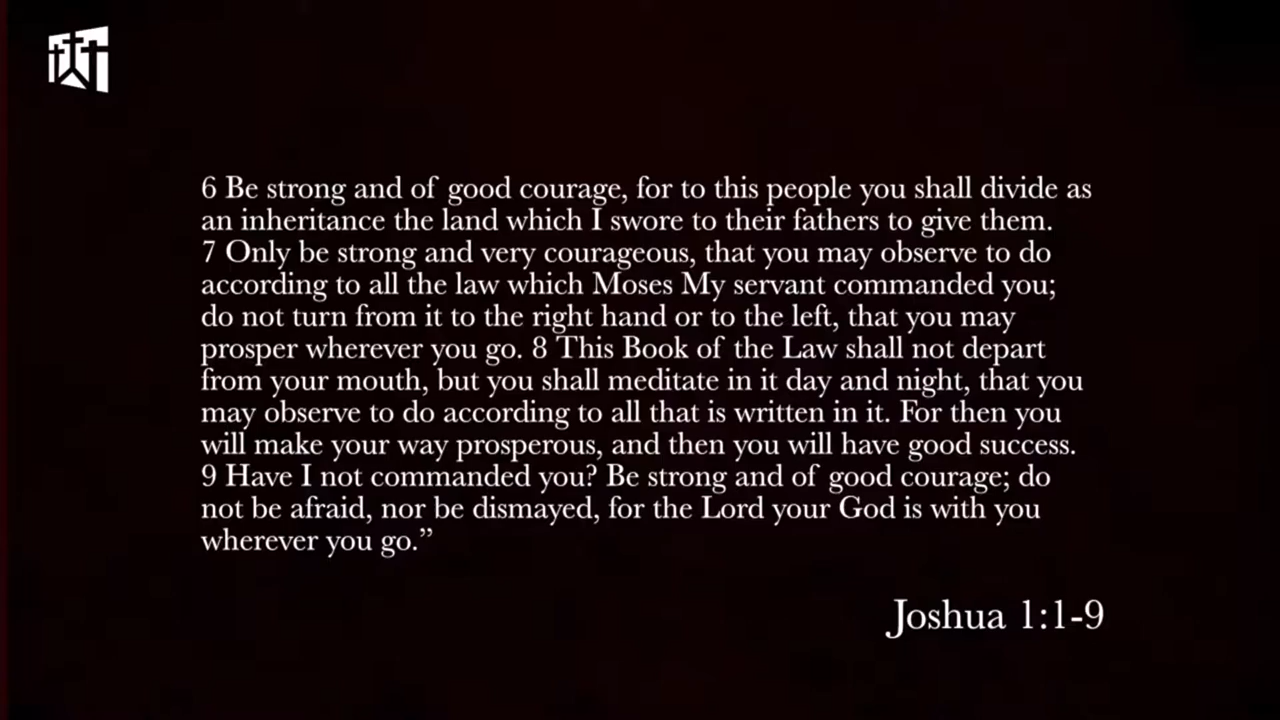 6 Be strong and of good courage, for to this people you shall divide as
an inheritance the land which I swore to their fathers to give them.
7 Only be strong and very courageous, that you may observe to do
according to all the law which Moses My servant commanded you;
do not turn from it to the right hand or to the left, that you may
prosper wherever you go. 8 This Book of the Law shall not depart
from your mouth, but you shall meditate in it day and night, that you
may observe to do according to all that is written in it. For then you
will make your way prosperous, and then you will have good success.
9 Have I not commanded you? Be strong and of good courage; do
not be afraid, nor be dismayed, for the Lord your God is with you
wherever you go.”
Joshua 1:1-9